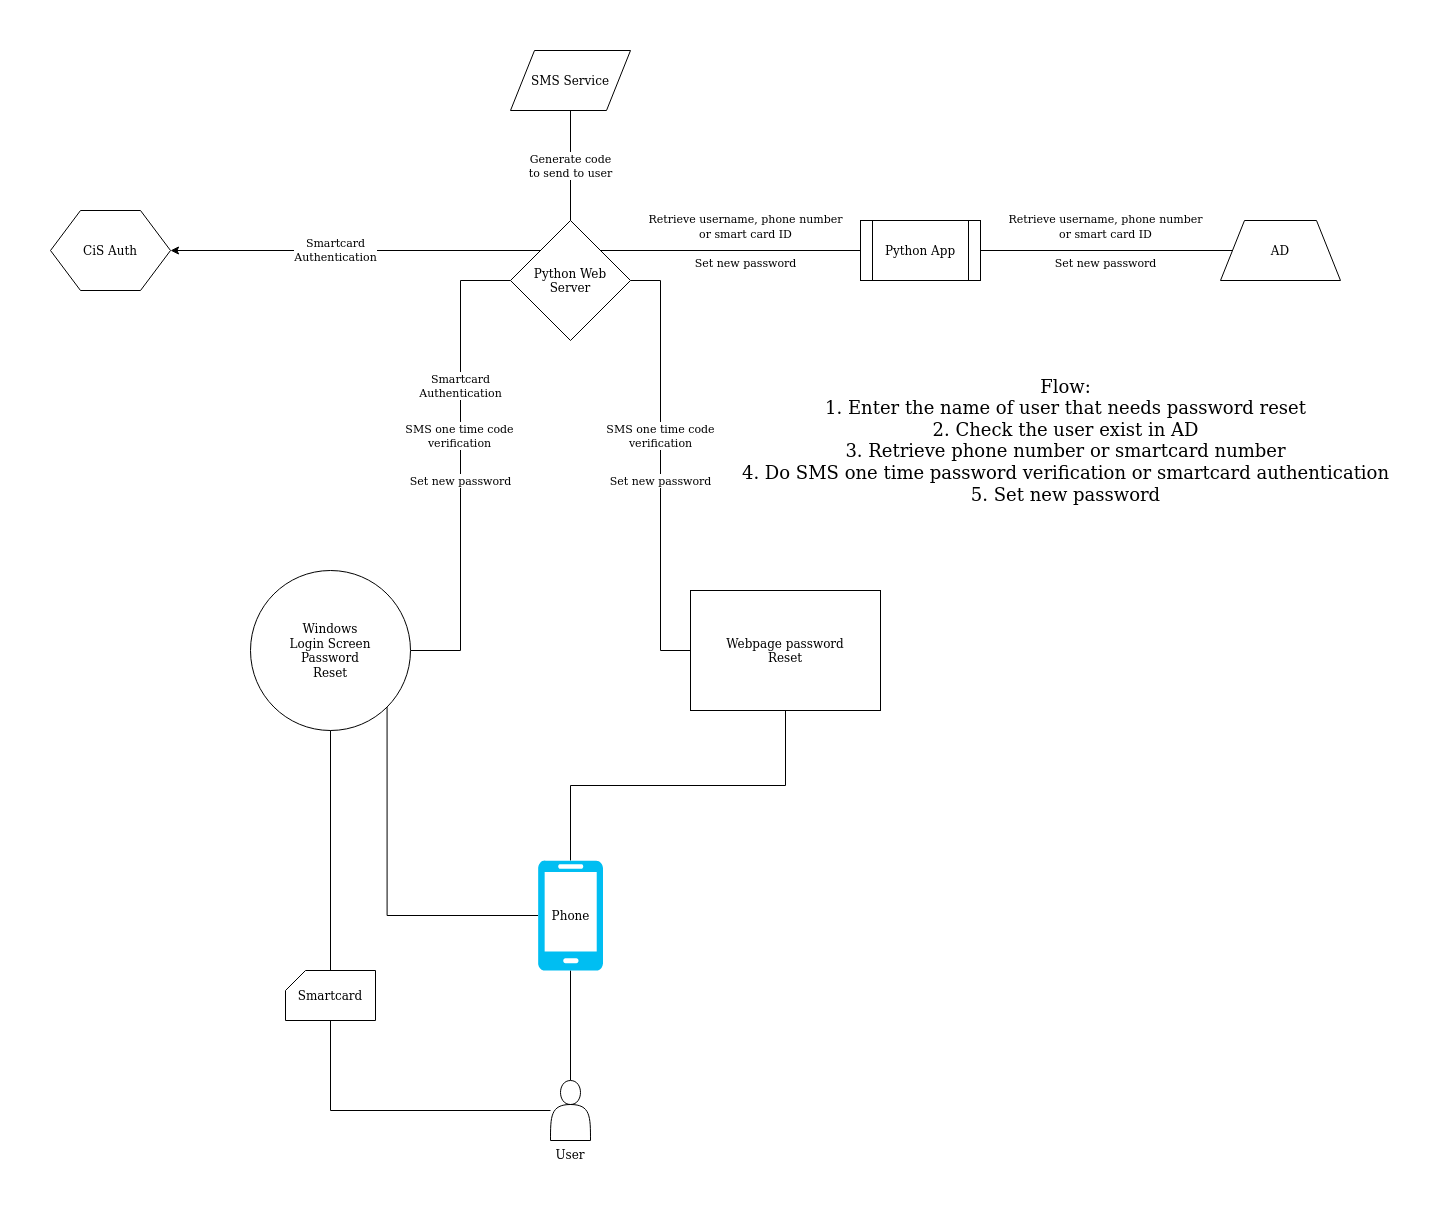 SMS Service
Generate code
to send to user
Retrieve username, phone number
or smart card ID
Set new password
Retrieve username, phone number
or smart card ID
Set new password
CiS Auth
Smartcard
Authentication
Python Web
Server
Python App
AD
Smartcard
Authentication
SMS one time code
verification
Set new password
SMS one time code
verification
Set new password
Flow:
1. Enter the name of user that needs password reset
2. Check the user exist in AD
3. Retrieve phone number or smartcard number
4. Do SMS one time password verification or smartcard authentication
5. Set new password
Windows
Login Screen
Password
Reset
Webpage password
Reset
Phone
Smartcard
User